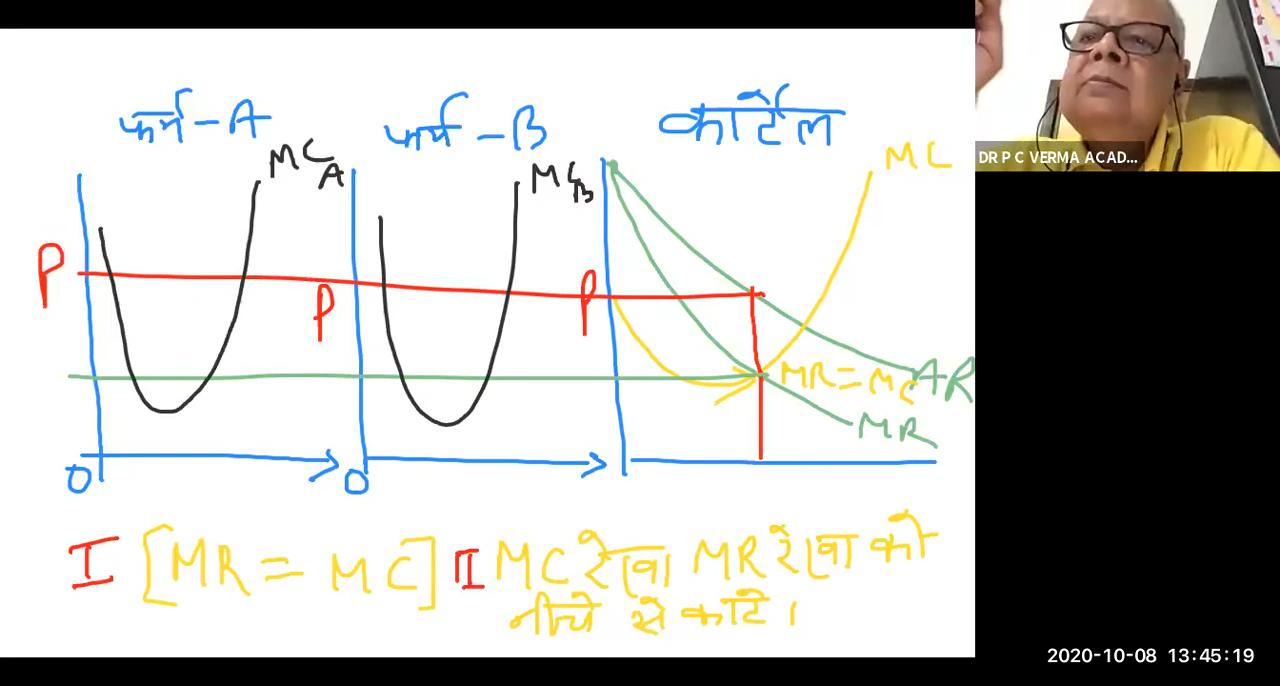 फर्म-A फर्म-B कार्टेल
MCA MCB MC
P P P
MR = MC AR
MR
O O
I [MR = MC] II MC रेखा MR रेखा को
नीचे से काटे।
DR P C VERMA ACAD...
2020-10-08 13:45:19